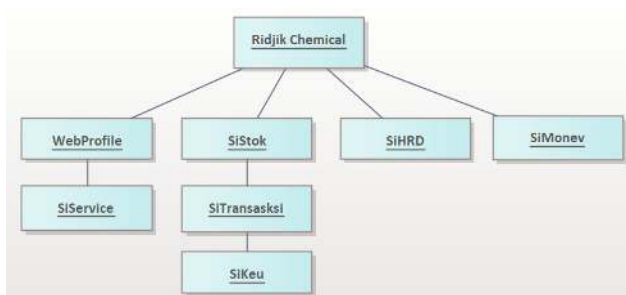 Ridjik Chemical
WebProfile
SiStok
SiHRD
SiMonev
SiService
SiTransasksi
SiKeu